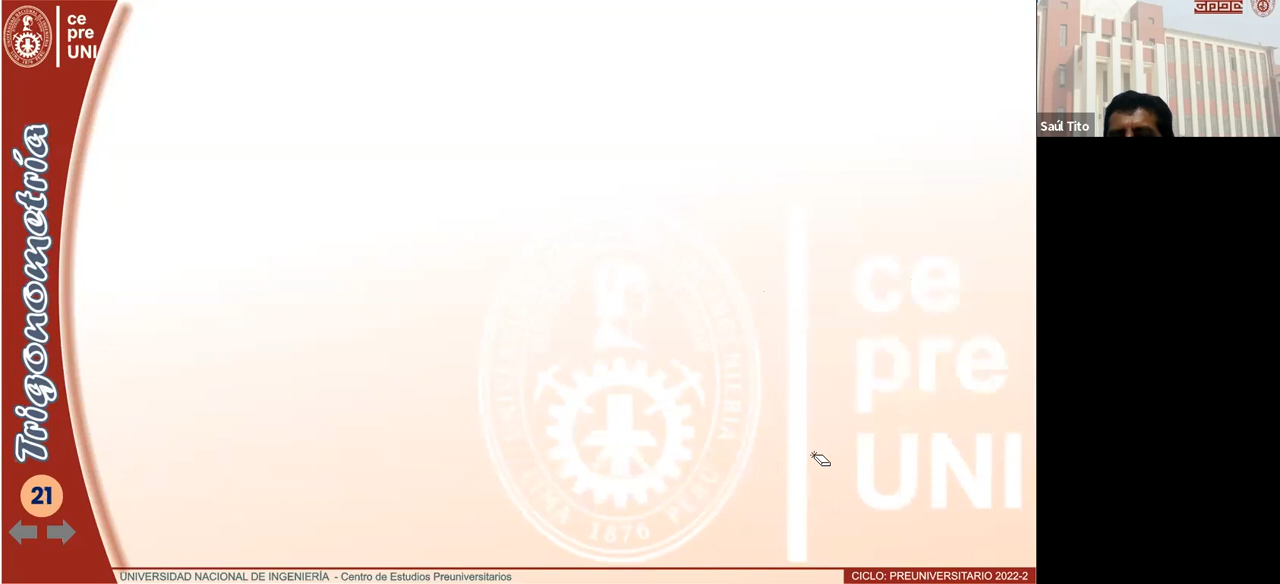 ce
pre
UNI
Trigonometría
21
ce
pre
UNI
1876
UNIVERSIDAD NACIONAL DE INGENIERÍA - Centro de Estudios Preuniversitarios
CICLO: PREUNIVERSITARIO 2022-2
Saúl Tito